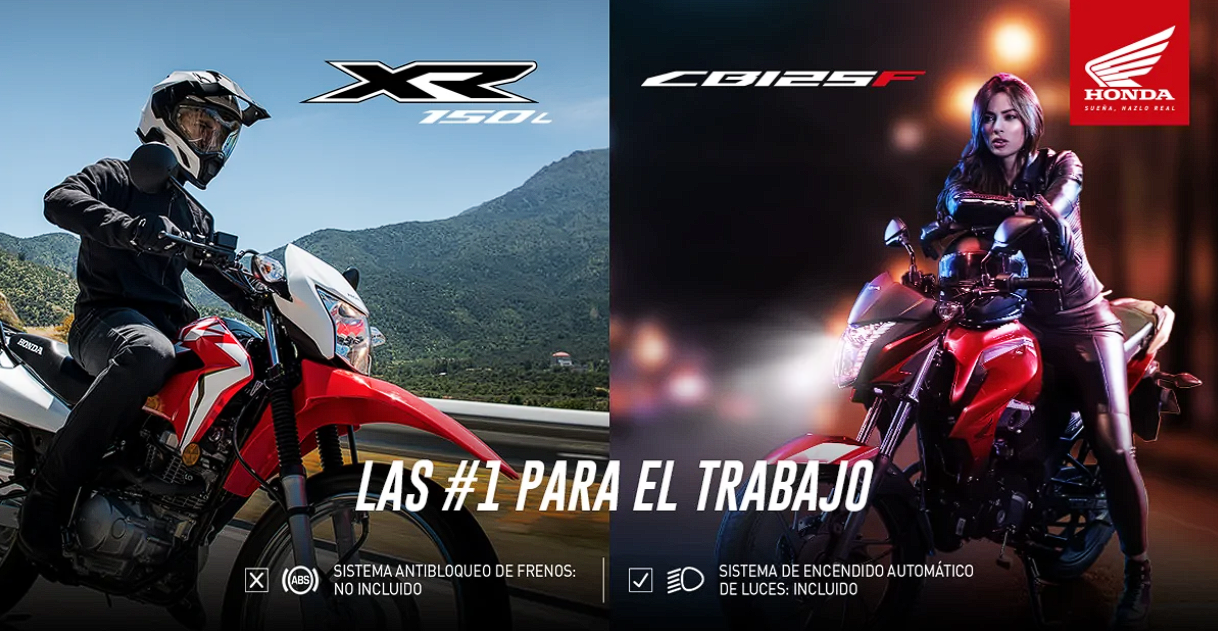 XR
150L
CB125F
HONDA
SUEÑA, HAZLO REAL
HONDA
LAS #1 PARA EL TRABAJO
ABS
SISTEMA ANTIBLOQUEO DE FRENOS:
NO INCLUIDO
SISTEMA DE ENCENDIDO AUTOMÁTICO
DE LUCES: INCLUIDO